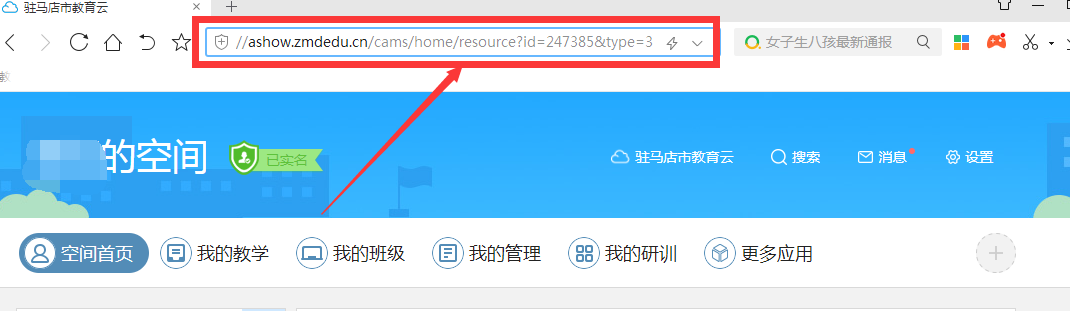 驻马店市教育云
//ashow.zmdedu.cn/cams/home/resource?id=247385&type=3
女子生八孩最新通报
的空间
已实名
驻马店市教育云
搜索
消息
设置
空间首页
我的教学
我的班级
我的管理
我的研训
更多应用